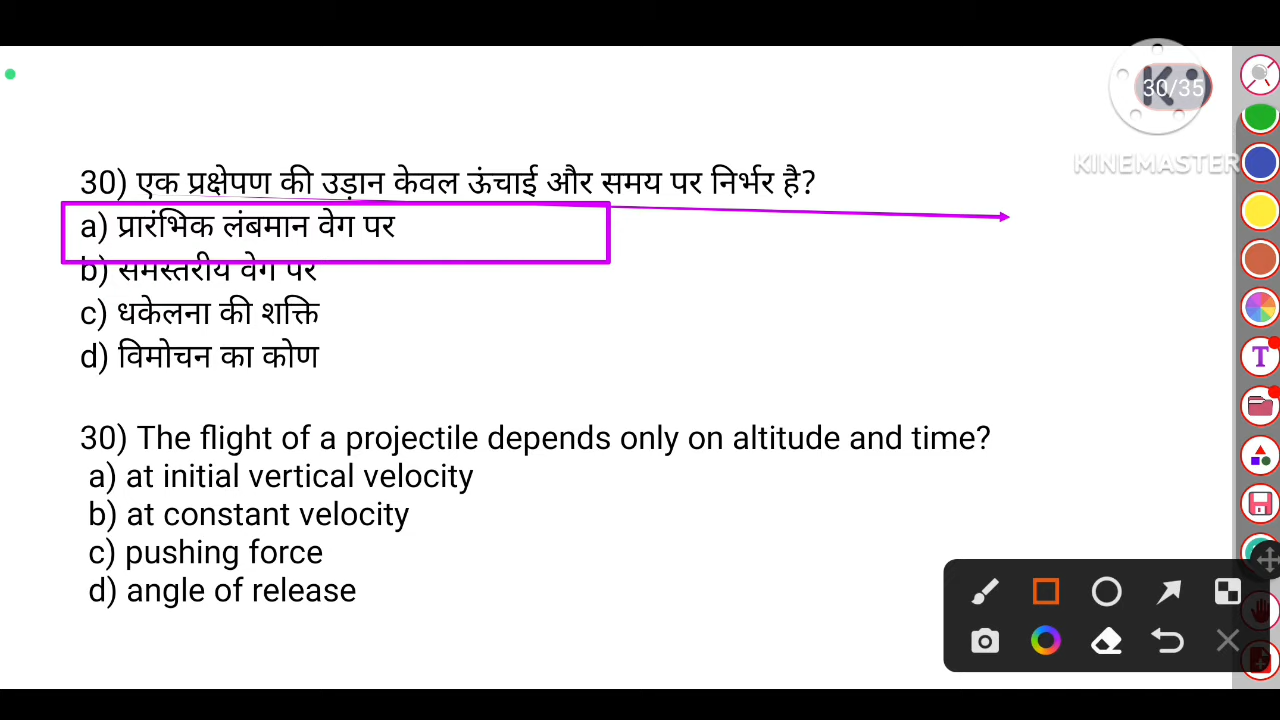 30/35
KINEMASTER
30) एक प्रक्षेपण की उड़ान केवल ऊंचाई और समय पर निर्भर है?
a) प्रारंभिक लंबमान वेग पर
b) समस्तरीय वेग पर
c) धकेलना की शक्ति
d) विमोचन का कोण
30) The flight of a projectile depends only on altitude and time?
a) at initial vertical velocity
b) at constant velocity
c) pushing force
d) angle of release
T